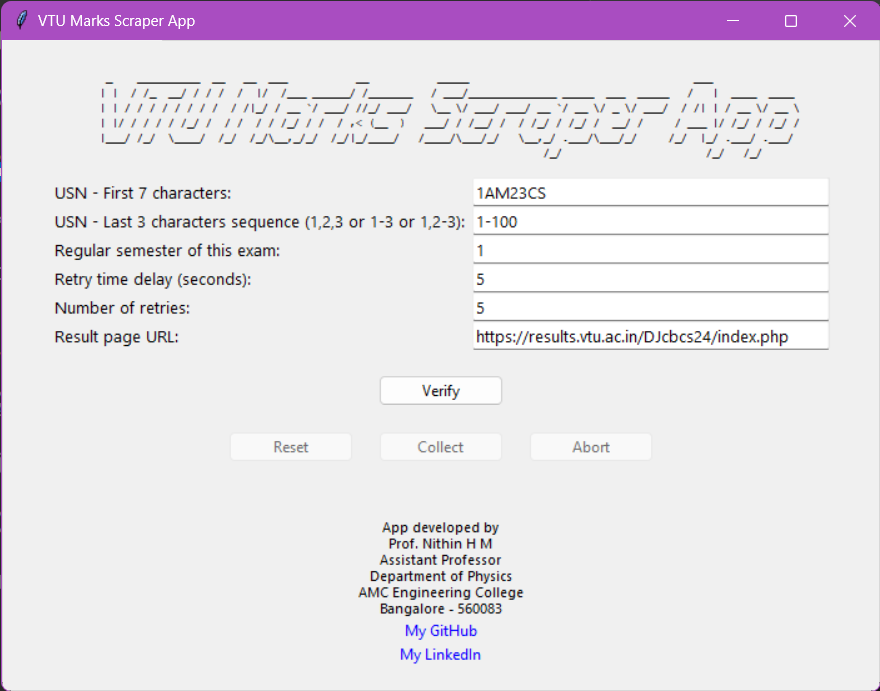 VTU Marks Scraper App
VTU Marks Scraper App
USN - First 7 characters: 1AM23CS
USN - Last 3 characters sequence (1,2,3 or 1-3 or 1,2-3): 1-100
Regular semester of this exam: 1
Retry time delay (seconds): 5
Number of retries: 5
Result page URL: https://results.vtu.ac.in/DJcbcs24/index.php
Verify
Reset Collect Abort
App developed by
Prof. Nithin H M
Assistant Professor
Department of Physics
AMC Engineering College
Bangalore - 560083
My GitHub
My LinkedIn